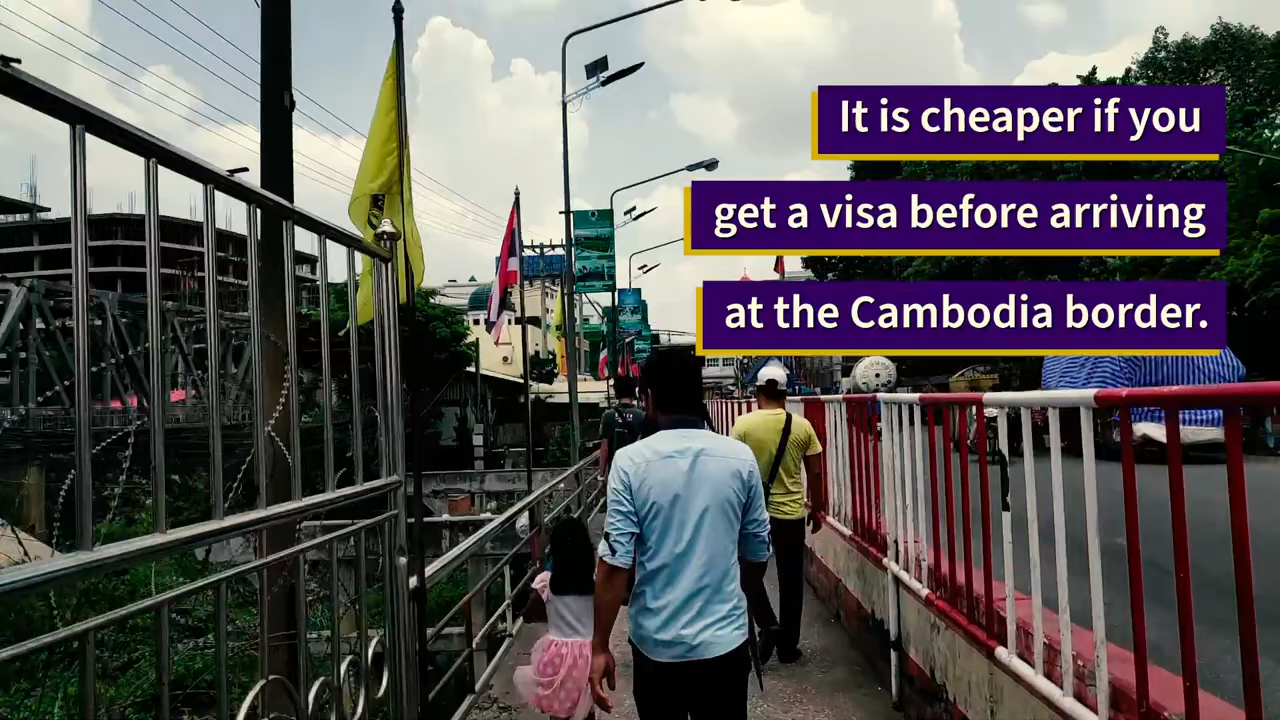 It is cheaper if you
get a visa before arriving
at the Cambodia border.